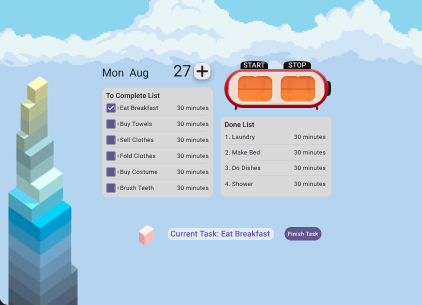 Mon Aug 27 +
START STOP
To Complete List
Eat Breakfast 30 minutes
Buy Towels 30 minutes
Sell Clothes 30 minutes
Fold Clothes 30 minutes
Buy Costume 30 minutes
Brush Teeth 30 minutes
Done List
1. Laundry 30 minutes
2. Make Bed 30 minutes
3. Do Dishes 30 minutes
4. Shower 30 minutes
Current Task: Eat Breakfast
Finish Task